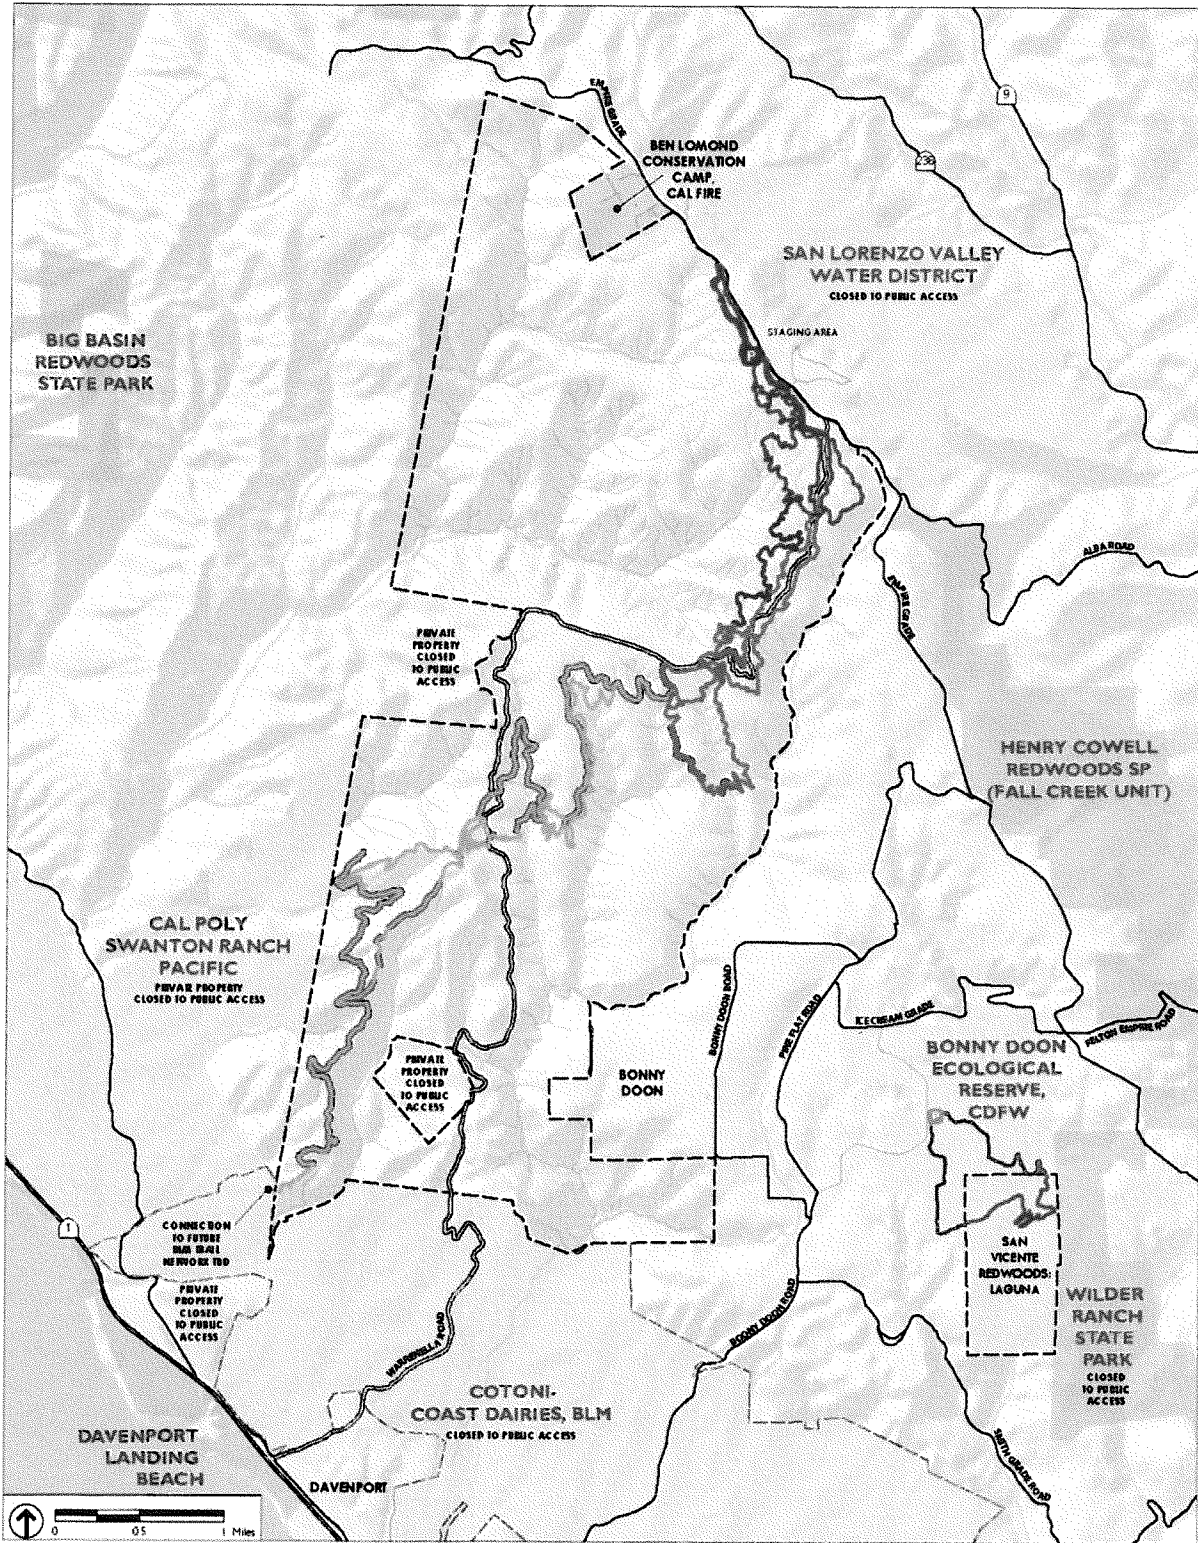 EMPIRE GRADE
9
BEN LOMOND
CONSERVATION
CAMP,
CAL FIRE
236
SAN LORENZO VALLEY
WATER DISTRICT
CLOSED TO PUBLIC ACCESS
STAGING AREA
P
BIG BASIN
REDWOODS
STATE PARK
ALBA ROAD
EMPIRE GRADE
PRIVATE
PROPERTY
CLOSED
TO PUBLIC
ACCESS
HENRY COWELL
REDWOODS SP
(FALL CREEK UNIT)
CAL POLY
SWANTON RANCH
PACIFIC
PRIVATE PROPERTY
CLOSED TO PUBLIC ACCESS
BONNY DOON ROAD
PINE FLAT ROAD
ICE CREAM GRADE
FELTON EMPIRE ROAD
PRIVATE
PROPERTY
CLOSED
TO PUBLIC
ACCESS
BONNY
DOON
BONNY DOON
ECOLOGICAL
RESERVE,
CDFW
1
CONNECTION
TO FUTURE
BLM TRAIL
NETWORK TBD
PRIVATE
PROPERTY
CLOSED
TO PUBLIC
ACCESS
SAN
VICENTE
REDWOODS:
LAGUNA
WILDER
RANCH
STATE
PARK
CLOSED
TO PUBLIC
ACCESS
WARRENELLA ROAD
BONNY DOON ROAD
COTONI-
COAST DAIRIES, BLM
CLOSED TO PUBLIC ACCESS
SMITH GRADE ROAD
DAVENPORT
LANDING
BEACH
DAVENPORT
0 0.5 1 Miles